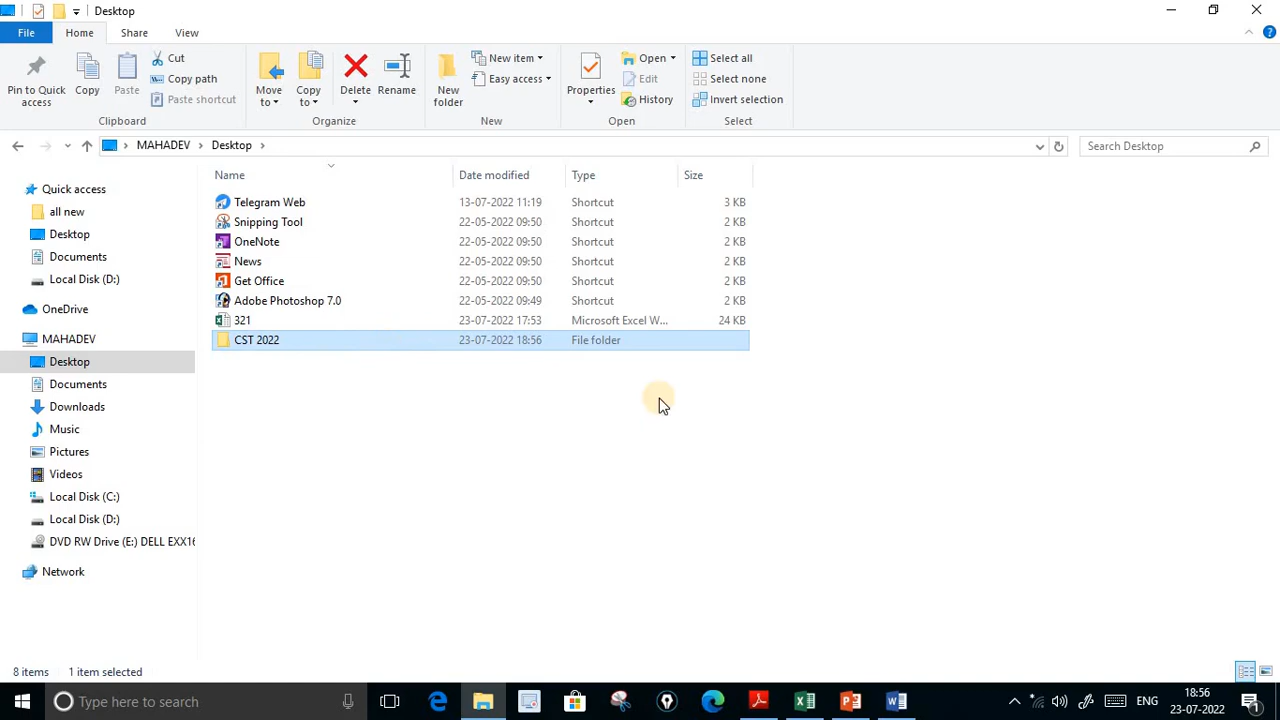 Desktop
File Home Share View
Pin to Quick access
Copy
Paste
Cut
Copy path
Paste shortcut
Clipboard
Move to
Copy to
Delete
Rename
Organize
New folder
New item
Easy access
New
Properties
Open
Edit
History
Open
Select all
Select none
Invert selection
Select
MAHADEV Desktop
Search Desktop
Name Date modified Type Size
Telegram Web 13-07-2022 11:19 Shortcut 3 KB
Snipping Tool 22-05-2022 09:50 Shortcut 2 KB
OneNote 22-05-2022 09:50 Shortcut 2 KB
News 22-05-2022 09:50 Shortcut 2 KB
Get Office 22-05-2022 09:50 Shortcut 2 KB
Adobe Photoshop 7.0 22-05-2022 09:49 Shortcut 2 KB
321 23-07-2022 17:53 Microsoft Excel W... 24 KB
CST 2022 23-07-2022 18:56 File folder
Quick access
all new
Desktop
Documents
Local Disk (D:)
OneDrive
MAHADEV
Desktop
Documents
Downloads
Music
Pictures
Videos
Local Disk (C:)
Local Disk (D:)
DVD RW Drive (E:) DELL EXX16
Network
8 items 1 item selected
Type here to search
ENG
18:56
23-07-2022
1